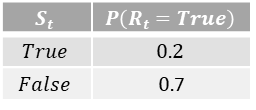 S_t P(R_t = True)
True 0.2
False 0.7